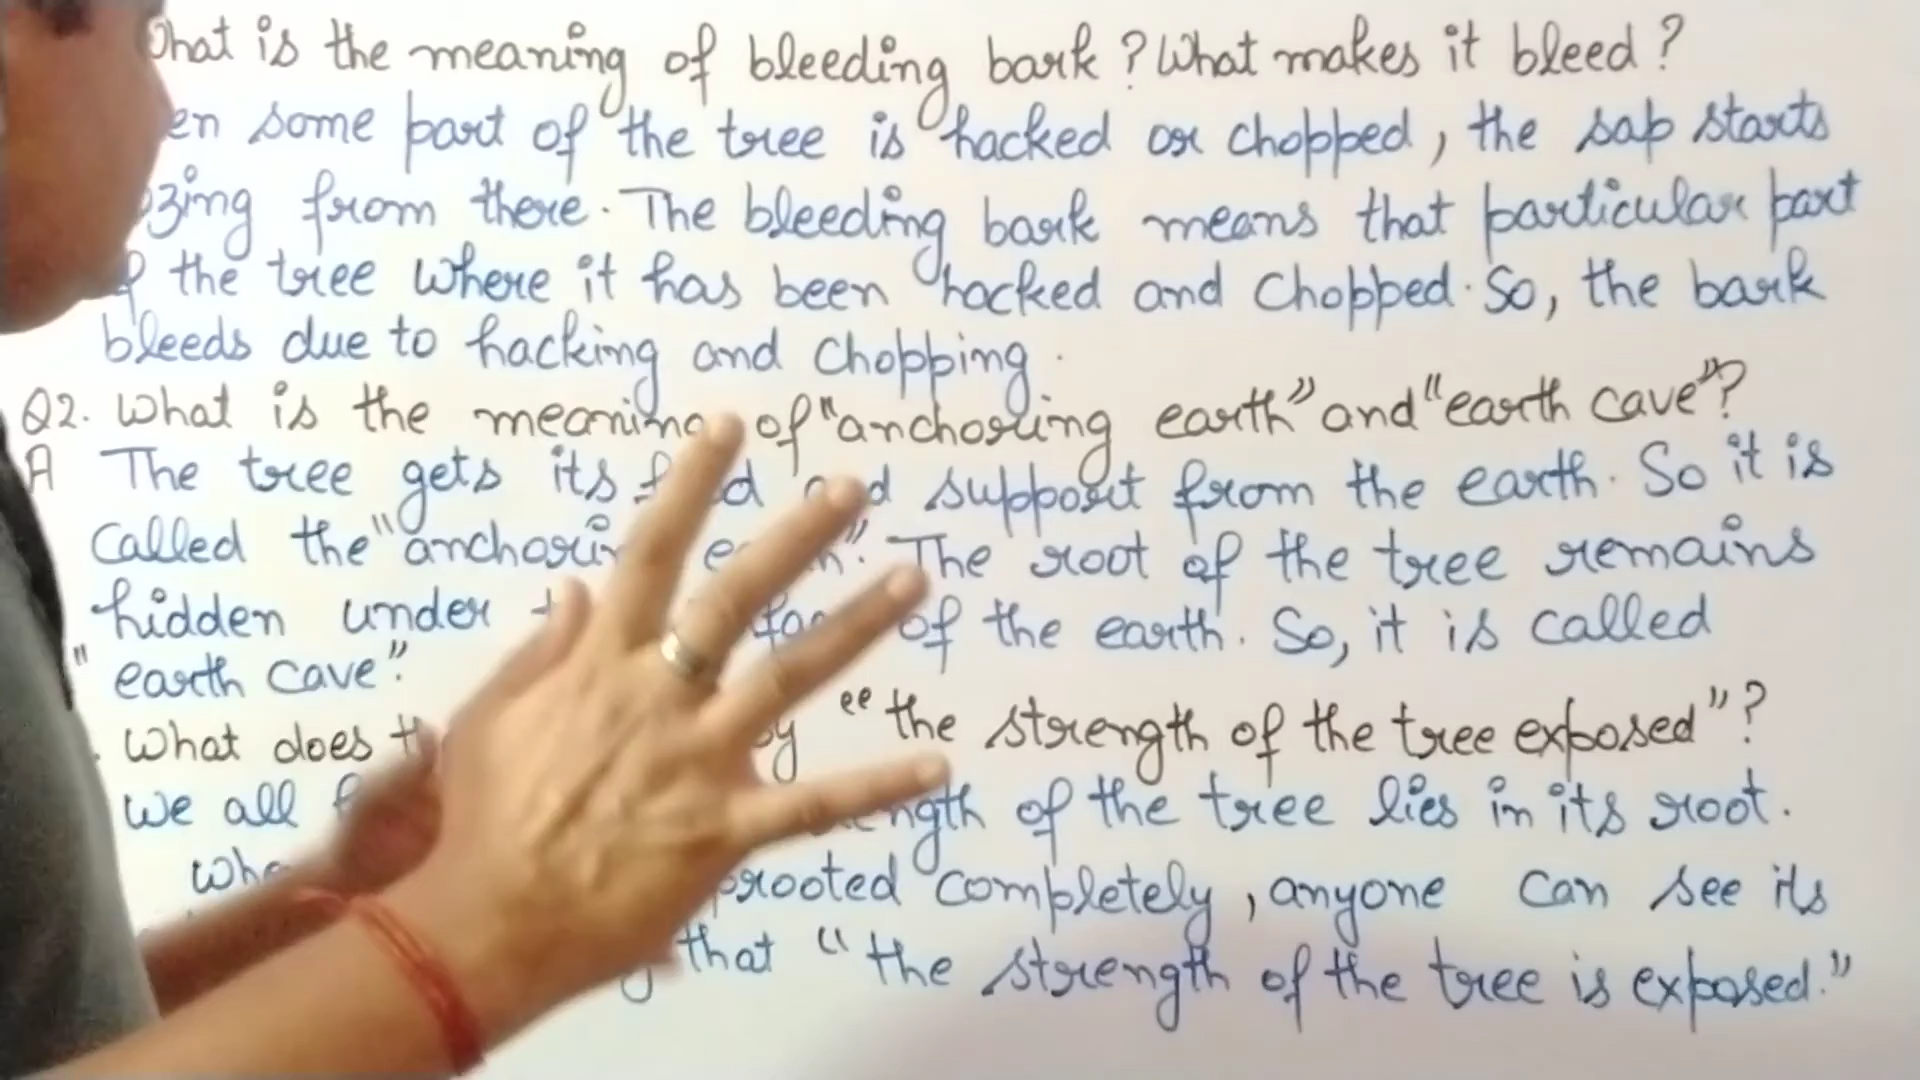 What is the meaning of bleeding bark? What makes it bleed?
some part of the tree is hacked or chopped, the sap starts
from there. The bleeding bark means that particular part
the tree where it has been hacked and chopped. So, the bark
bleeds due to hacking and chopping.
Q2. What is the meaning of "anchoring earth" and "earth cave"?
A The tree gets its and support from the earth. So it is
called the "anchoring The root of the tree remains
hidden under of the earth. So, it is called
"earth cave".
What does "the strength of the tree exposed"?
We all of the tree lies in its root.
completely, anyone can see its
that "the strength of the tree is exposed."